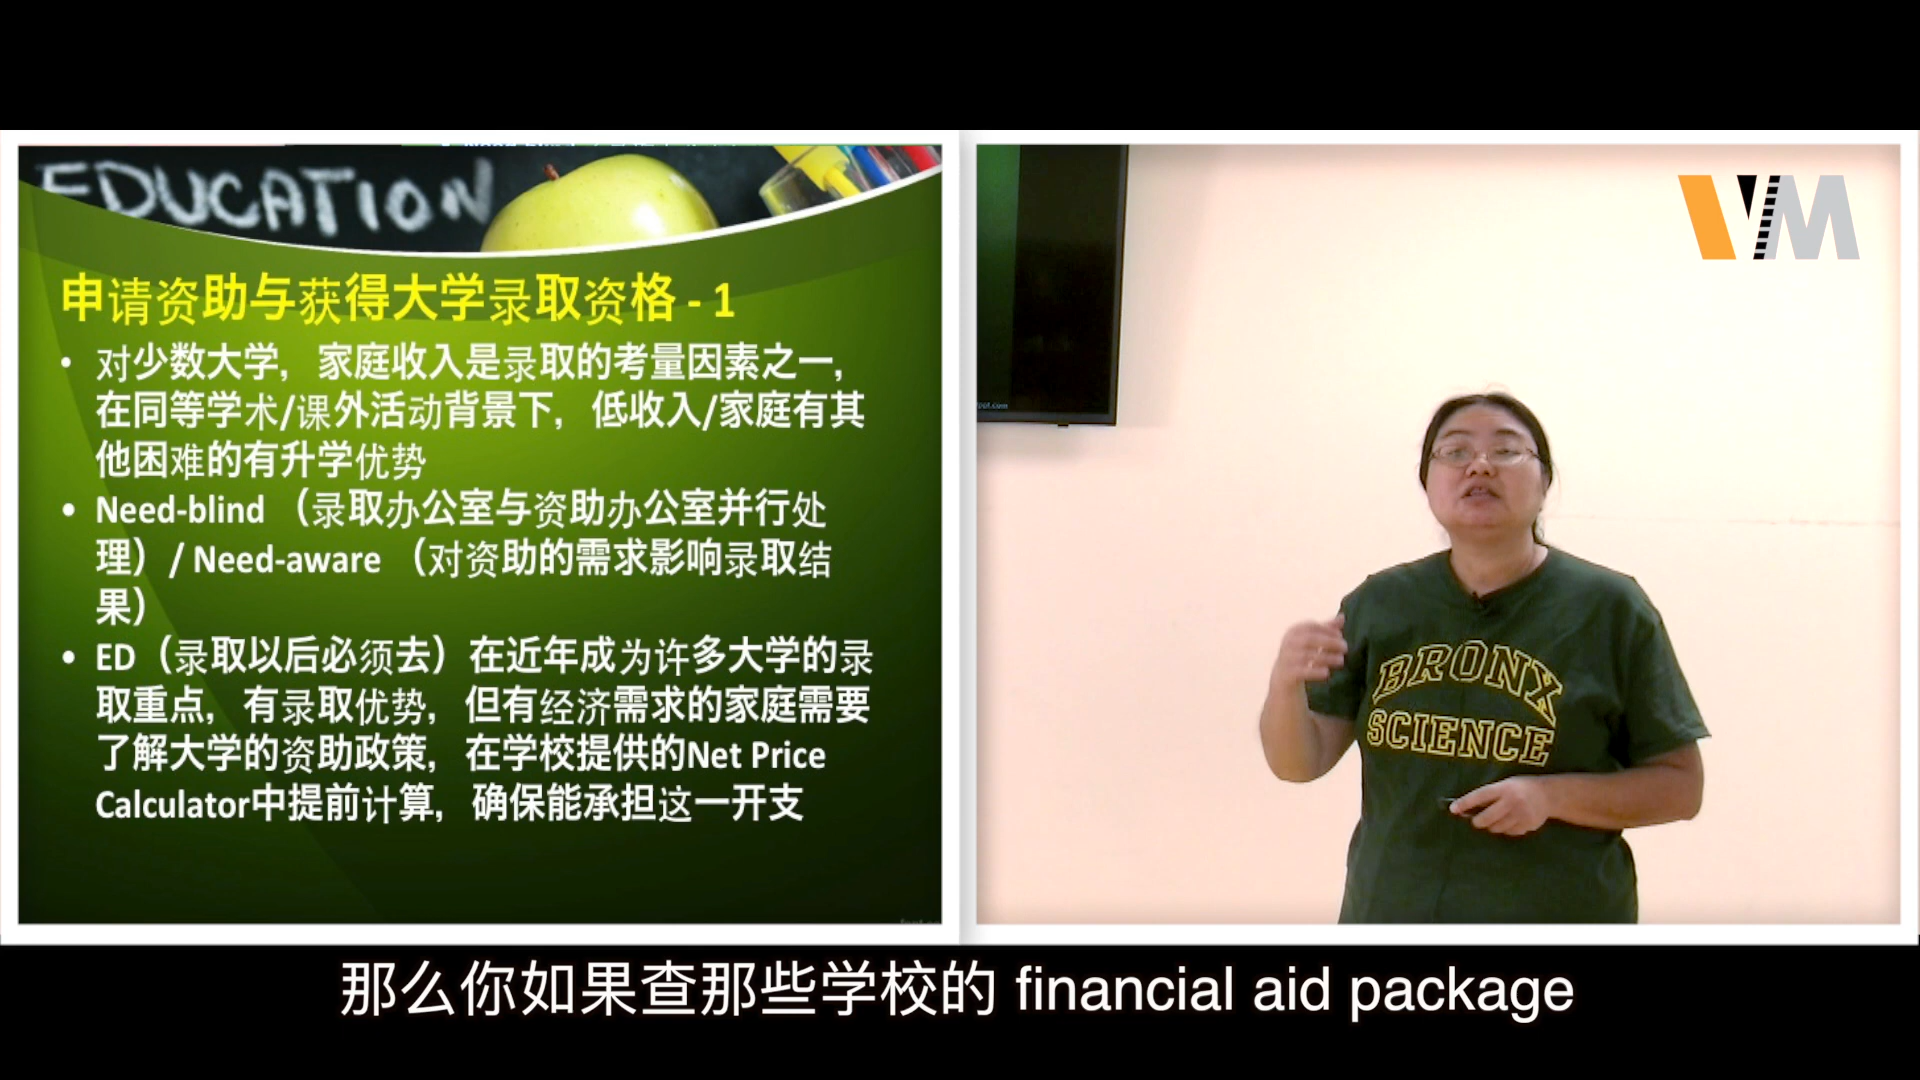 EDUCATION
申请资助与获得大学录取资格 - 1
• 对少数大学，家庭收入是录取的考量因素之一，
在同等学术/课外活动背景下，低收入/家庭有其
他困难的有升学优势
• Need-blind （录取办公室与资助办公室并行处
理）/ Need-aware （对资助的需求影响录取结
果）
• ED（录取以后必须去）在近年成为许多大学的录
取重点，有录取优势，但有经济需求的家庭需要
了解大学的资助政策，在学校提供的Net Price
Calculator中提前计算，确保能承担这一开支
VM
BRONX
SCIENCE
那么你如果查那些学校的 financial aid package